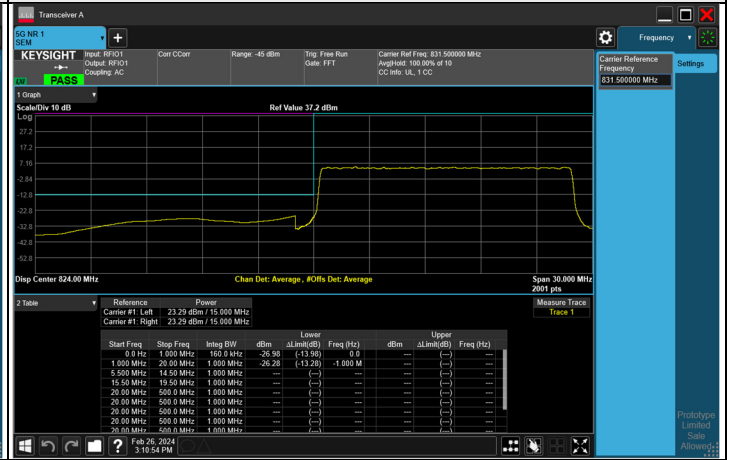 Transceiver A
5G NR 1
SEM
Frequency
KEYSIGHT Input: RFIO1 Corr CCorr Range: -45 dBm Trig: Free Run Carrier Ref Freq: 831.500000 MHz
Output: RFIO1 Gate: FFT Avg|Hold: 100.00% of 10
Coupling: AC CC Info: UL, 1 CC
LVI PASS
Carrier Reference
Frequency
831.500000 MHz
Settings
1 Graph
Scale/Div 10 dB Ref Value 37.2 dBm
Log
27.2
17.2
7.16
-2.84
-12.8
-22.8
-32.8
-42.8
-52.8
Disp Center 824.00 MHz Chan Det: Average , #Offs Det: Average Span 30.000 MHz
2001 pts
2 Table
Reference Power
Carrier #1: Left 23.29 dBm / 15.000 MHz
Carrier #1: Right 23.29 dBm / 15.000 MHz
Measure Trace
Trace 1
Lower Upper
Start Freq Stop Freq Integ BW dBm ΔLimit(dB) Freq (Hz) dBm ΔLimit(dB) Freq (Hz)
0.0 Hz 1.000 MHz 160.0 kHz -26.98 (-13.98) 0.0 --- (---) ---
1.000 MHz 20.00 MHz 1.000 MHz -26.28 (-13.28) -1.000 M --- (---) ---
5.500 MHz 14.50 MHz 1.000 MHz --- (---) --- --- (---) ---
15.50 MHz 19.50 MHz 1.000 MHz --- (---) --- --- (---) ---
20.00 MHz 500.0 MHz 1.000 MHz --- (---) --- --- (---) ---
20.00 MHz 500.0 MHz 1.000 MHz --- (---) --- --- (---) ---
20.00 MHz 500.0 MHz 1.000 MHz --- (---) --- --- (---) ---
20.00 MHz 500.0 MHz 1.000 MHz --- (---) --- --- (---) ---
20.00 MHz 500.0 MHz 1.000 MHz --- (---) --- --- (---) ---
Feb 26, 2024
3:10:54 PM
Prototype
Limited
Sale
Allowed